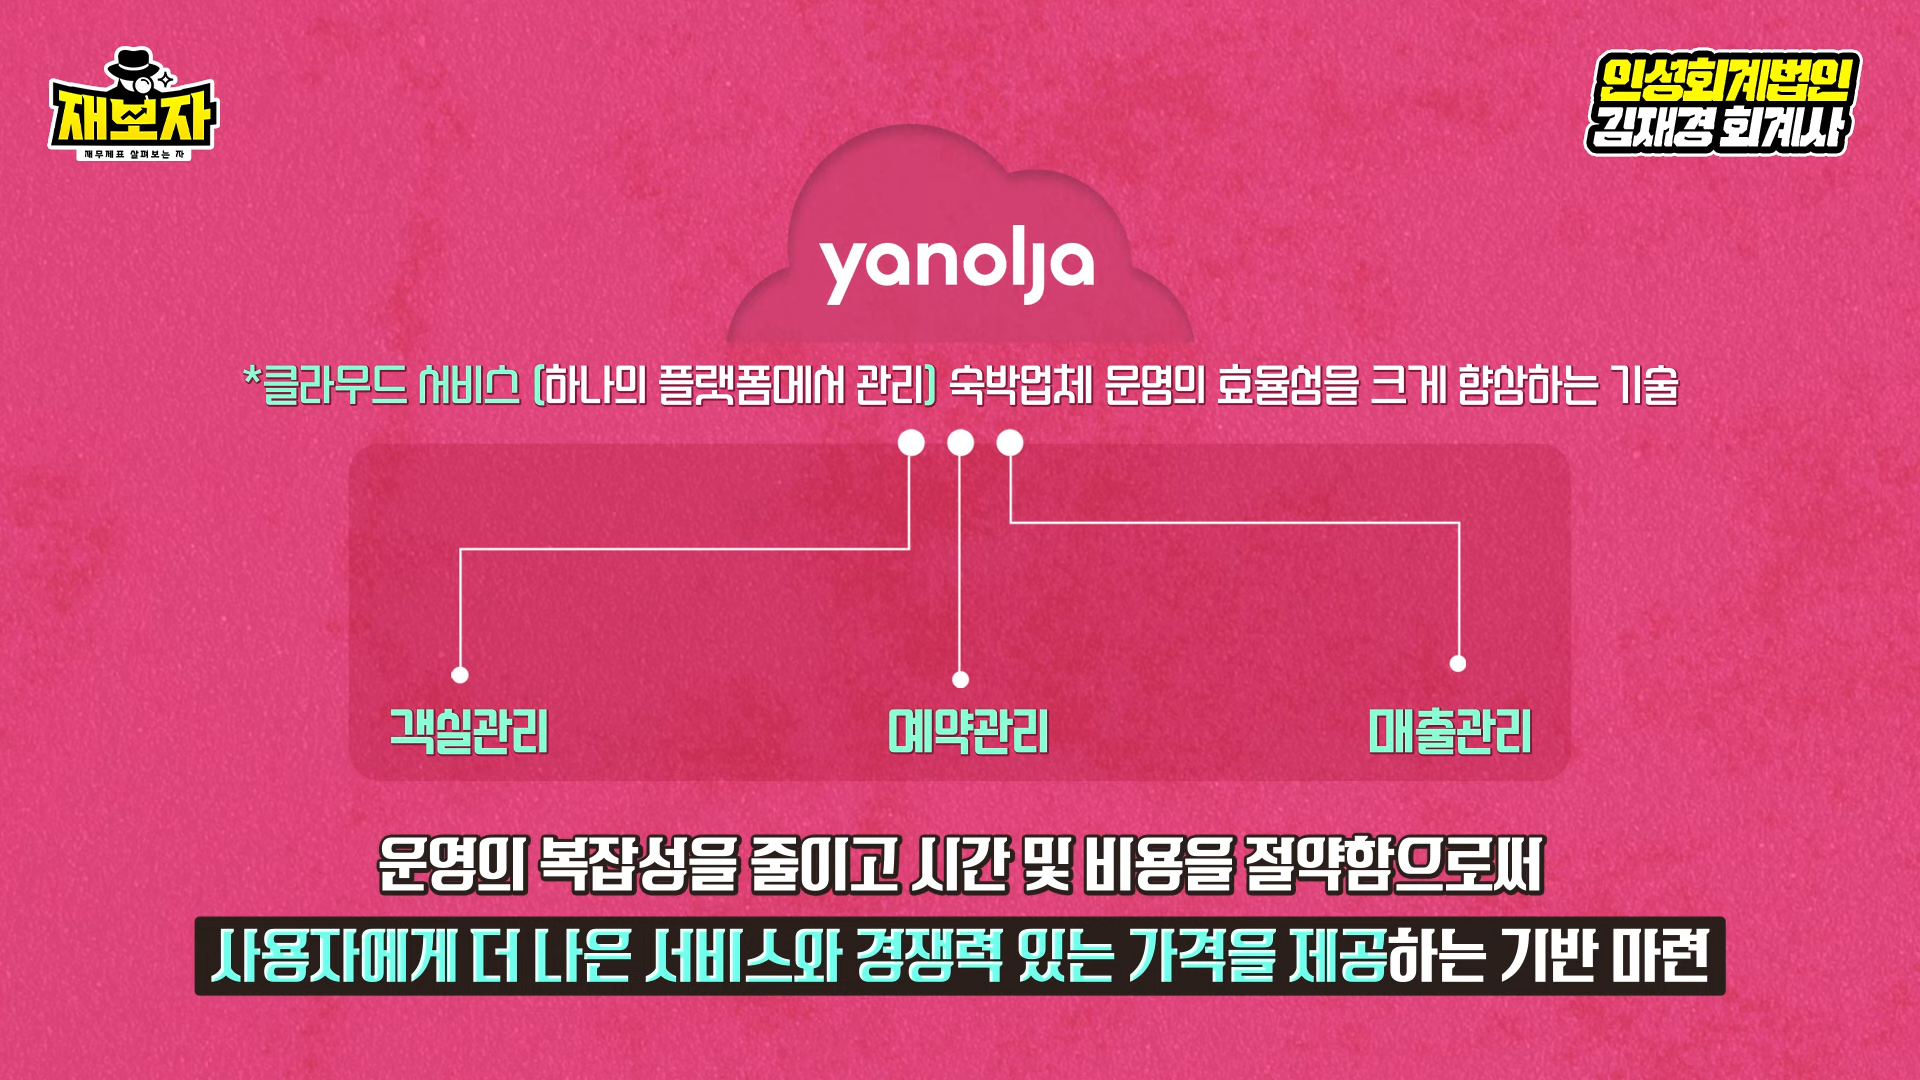 재보자
재무제표 살펴보는 자
인성회계법인
김재경 회계사
yanolja
*클라우드 서비스 (하나의 플랫폼에서 관리) 숙박업체 운영의 효율성을 크게 향상하는 기술
객실관리
예약관리
매출관리
운영의 복잡성을 줄이고 시간 및 비용을 절약함으로써
사용자에게 더 나은 서비스와 경쟁력 있는 가격을 제공하는 기반 마련